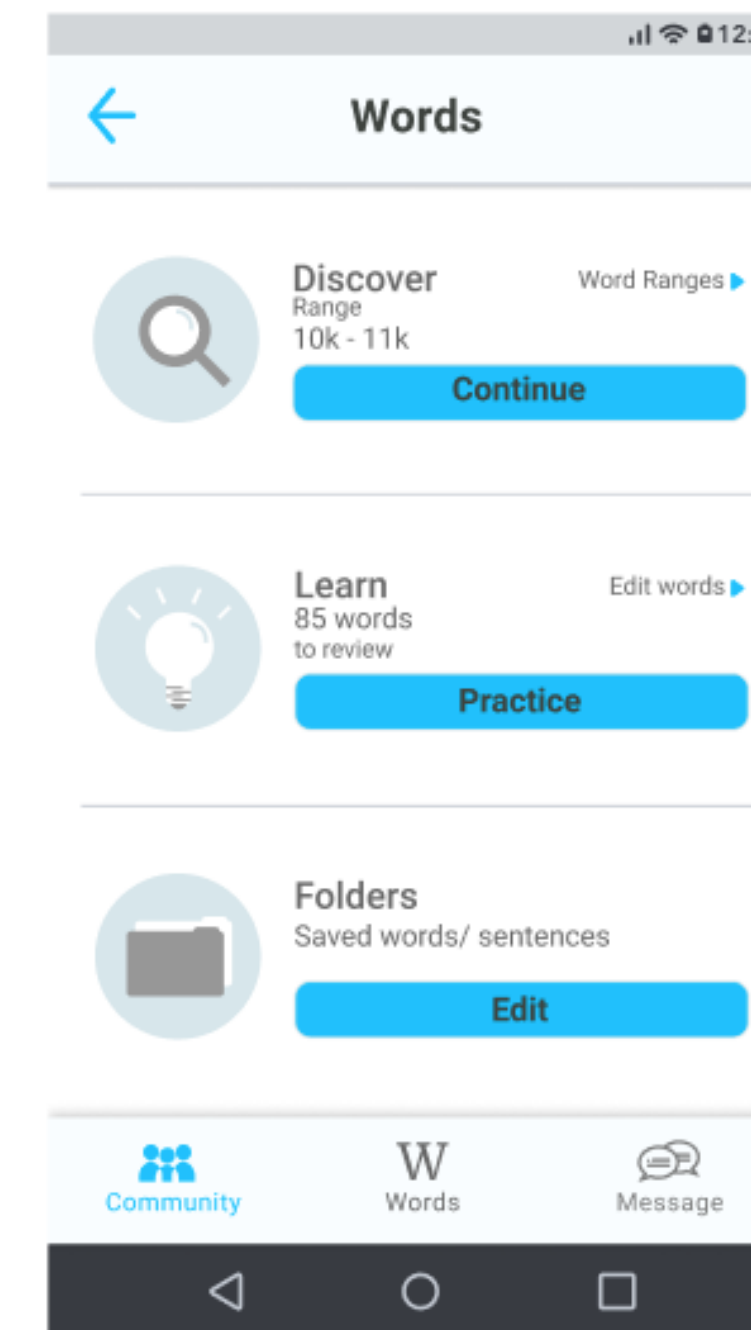 12:
Words
Discover
Word Ranges
Range
10k - 11k
Continue
Learn
Edit words
85 words
to review
Practice
Folders
Saved words/ sentences
Edit
W
Community
Words
Message